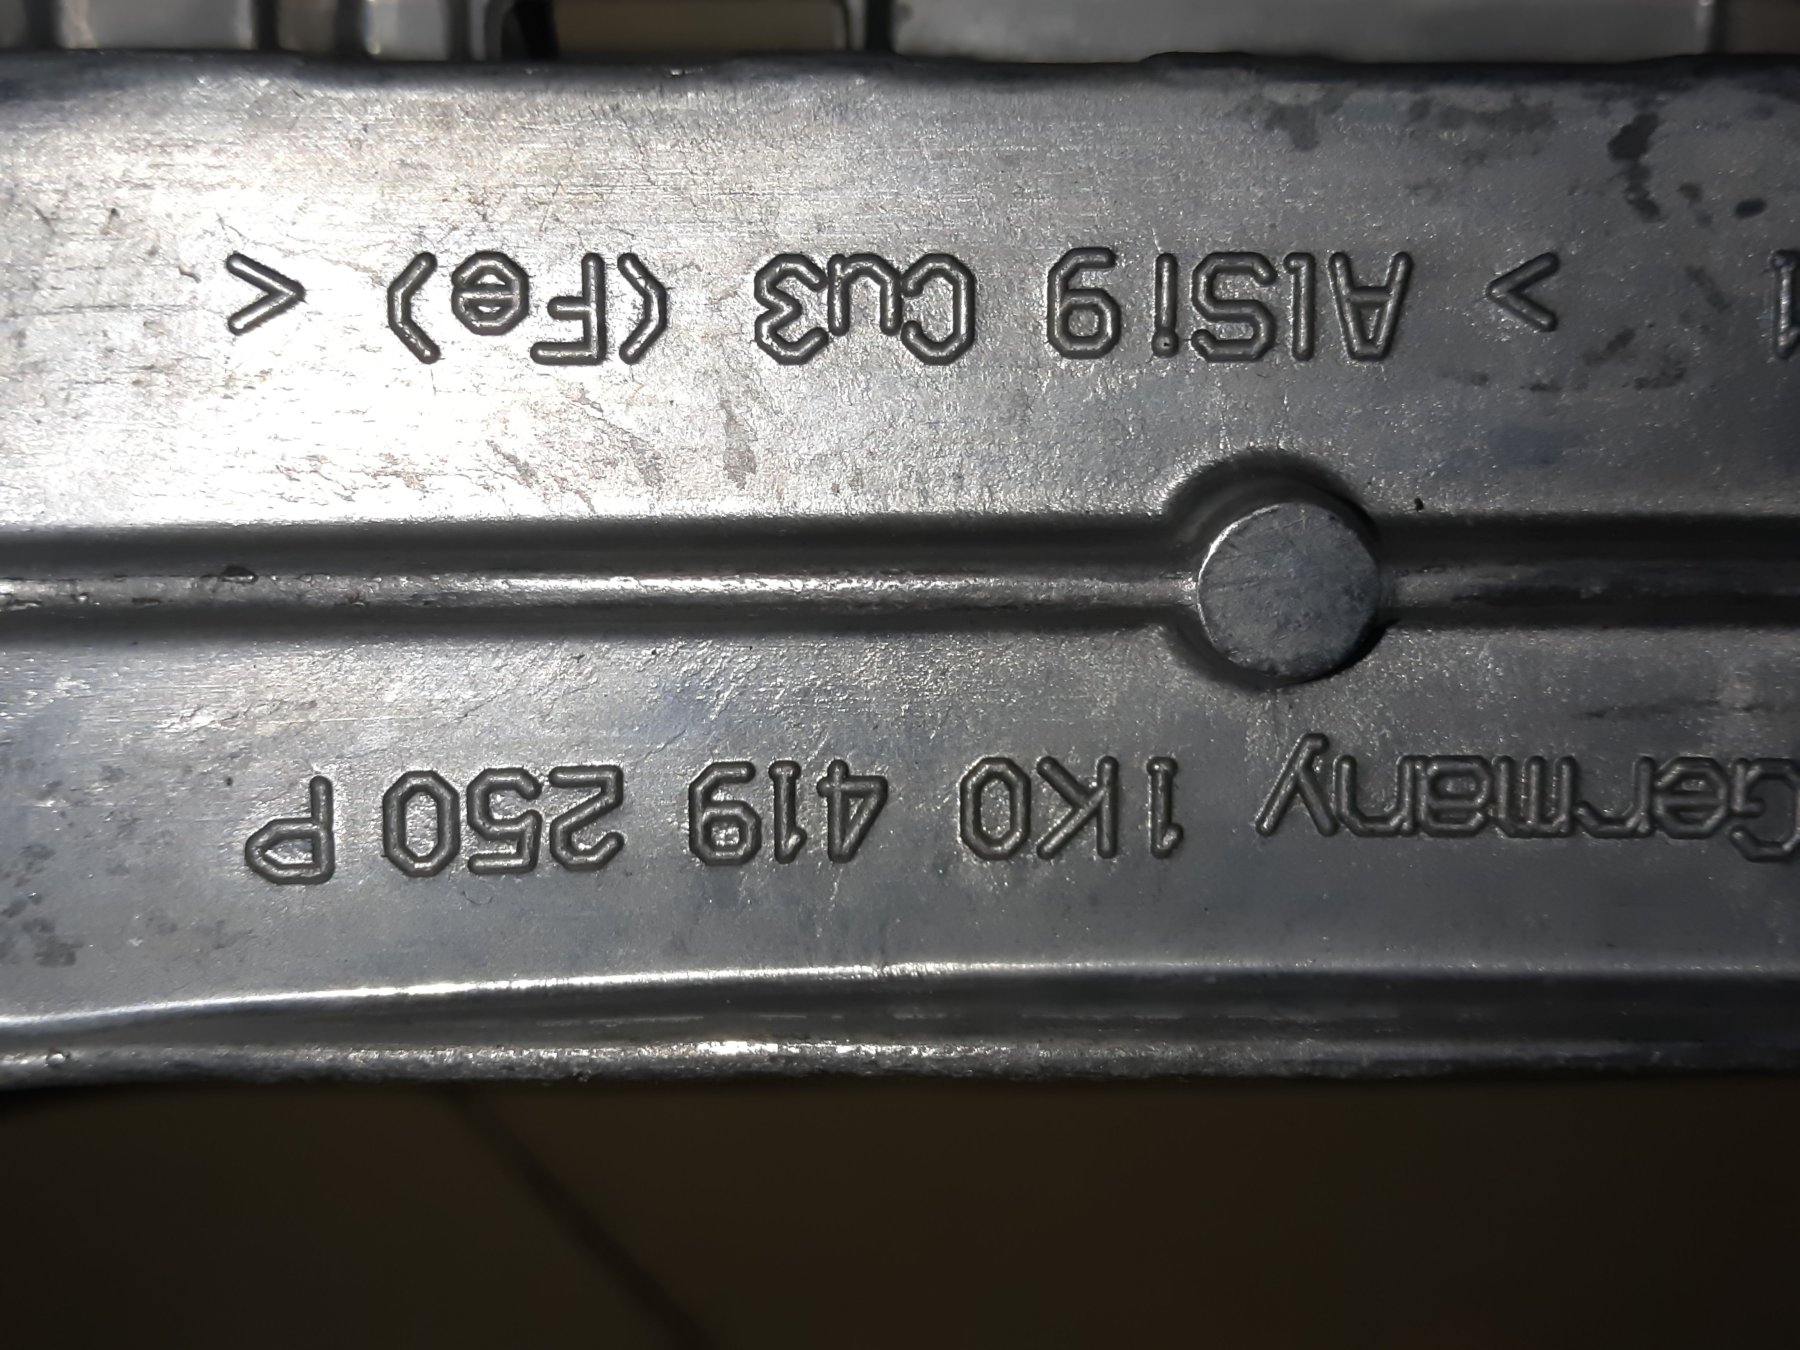 Germany 1K0 419 250 P
> AlSi9 Cu3 (Fe) <